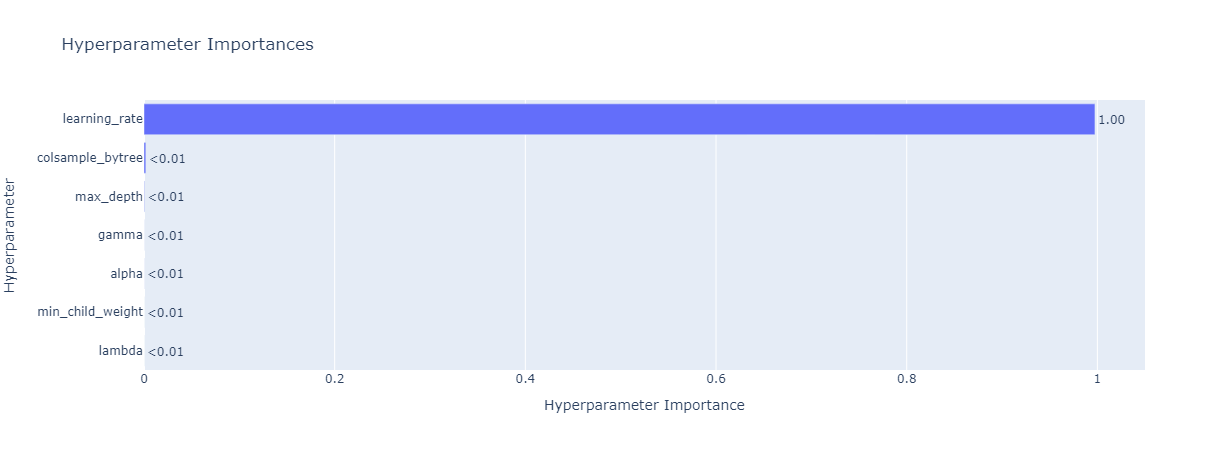 Hyperparameter Importances
Hyperparameter
learning_rate 1.00
colsample_bytree <0.01
max_depth <0.01
gamma <0.01
alpha <0.01
min_child_weight <0.01
lambda <0.01
0 0.2 0.4 0.6 0.8 1
Hyperparameter Importance